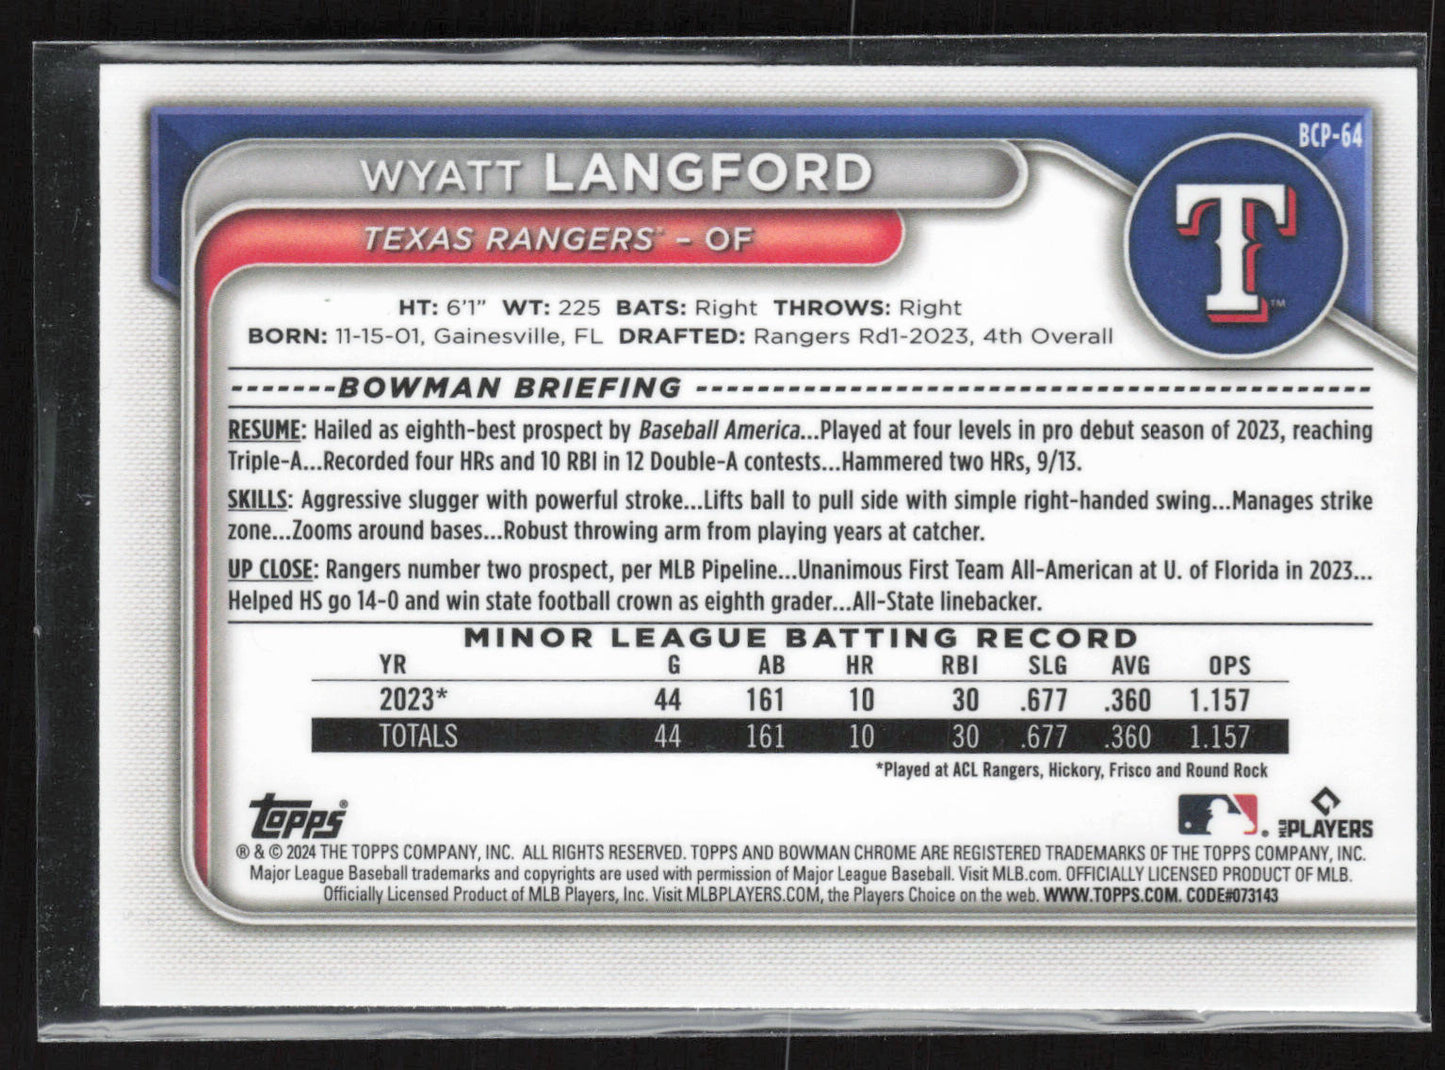 BCP-64
WYATT LANGFORD
TEXAS RANGERS™ – OF
T™
HT: 6'1" WT: 225 BATS: Right THROWS: Right
BORN: 11-15-01, Gainesville, FL DRAFTED: Rangers Rd1-2023, 4th Overall
-------BOWMAN BRIEFING ---------------------------------------------
RESUME: Hailed as eighth-best prospect by Baseball America...Played at four levels in pro debut season of 2023, reaching
Triple-A...Recorded four HRs and 10 RBI in 12 Double-A contests...Hammered two HRs, 9/13.
SKILLS: Aggressive slugger with powerful stroke...Lifts ball to pull side with simple right-handed swing...Manages strike
zone...Zooms around bases...Robust throwing arm from playing years at catcher.
UP CLOSE: Rangers number two prospect, per MLB Pipeline...Unanimous First Team All-American at U. of Florida in 2023...
Helped HS go 14-0 and win state football crown as eighth grader...All-State linebacker.
MINOR LEAGUE BATTING RECORD
YR G AB HR RBI SLG AVG OPS
2023* 44 161 10 30 .677 .360 1.157
TOTALS 44 161 10 30 .677 .360 1.157
*Played at ACL Rangers, Hickory, Frisco and Round Rock
topps® ® MLB PLAYERS
® & © 2024 THE TOPPS COMPANY, INC. ALL RIGHTS RESERVED. TOPPS AND BOWMAN CHROME ARE REGISTERED TRADEMARKS OF THE TOPPS COMPANY, INC.
Major League Baseball trademarks and copyrights are used with permission of Major League Baseball. Visit MLB.com. OFFICIALLY LICENSED PRODUCT OF MLB.
Officially Licensed Product of MLB Players, Inc. Visit MLBPLAYERS.COM, the Players Choice on the web. WWW.TOPPS.COM. CODE#073143